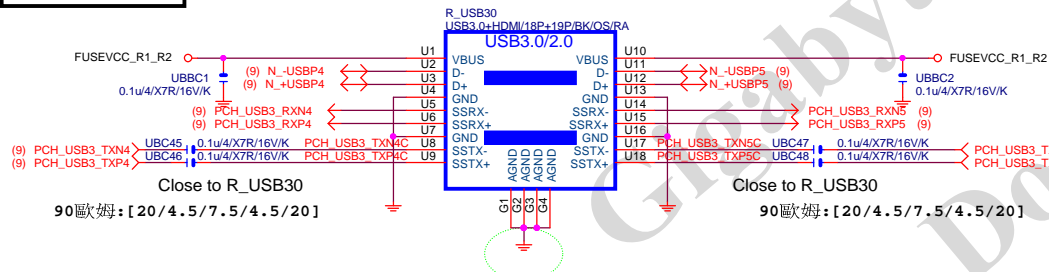 R_USB30
USB3.0+HDMI/18P+19P/BK/OS/RA
USB3.0/2.0
FUSEVCC_R1_R2 U1 VBUS VBUS U10 FUSEVCC_R1_R2
UBBC1
0.1u/4/X7R/16V/K
(9) N_-USBP4 U2 D- D- U11 N_-USBP5 (9)
(9) N_+USBP4 U3 D+ D+ U12 N_+USBP5 (9)
UBBC2
0.1u/4/X7R/16V/K
U4 GND GND U13
(9) PCH_USB3_RXN4 U5 SSRX- SSRX- U14 PCH_USB3_RXN5 (9)
(9) PCH_USB3_RXP4 U6 SSRX+ SSRX+ U15 PCH_USB3_RXP5 (9)
U7 GND GND U16
(9) PCH_USB3_TXN4 UBC45 0.1u/4/X7R/16V/K PCH_USB3_TXN4C U8 SSTX- SSTX- U17 PCH_USB3_TXN5C UBC47 0.1u/4/X7R/16V/K PCH_USB3_T
(9) PCH_USB3_TXP4 UBC46 0.1u/4/X7R/16V/K PCH_USB3_TXP4C U9 SSTX+ SSTX+ U18 PCH_USB3_TXP5C UBC48 0.1u/4/X7R/16V/K PCH_USB3_T
AGND AGND AGND AGND
G1 G2 G3 G4
Close to R_USB30
90歐姆:[20/4.5/7.5/4.5/20]
Close to R_USB30
90歐姆:[20/4.5/7.5/4.5/20]
Gigaby
Do